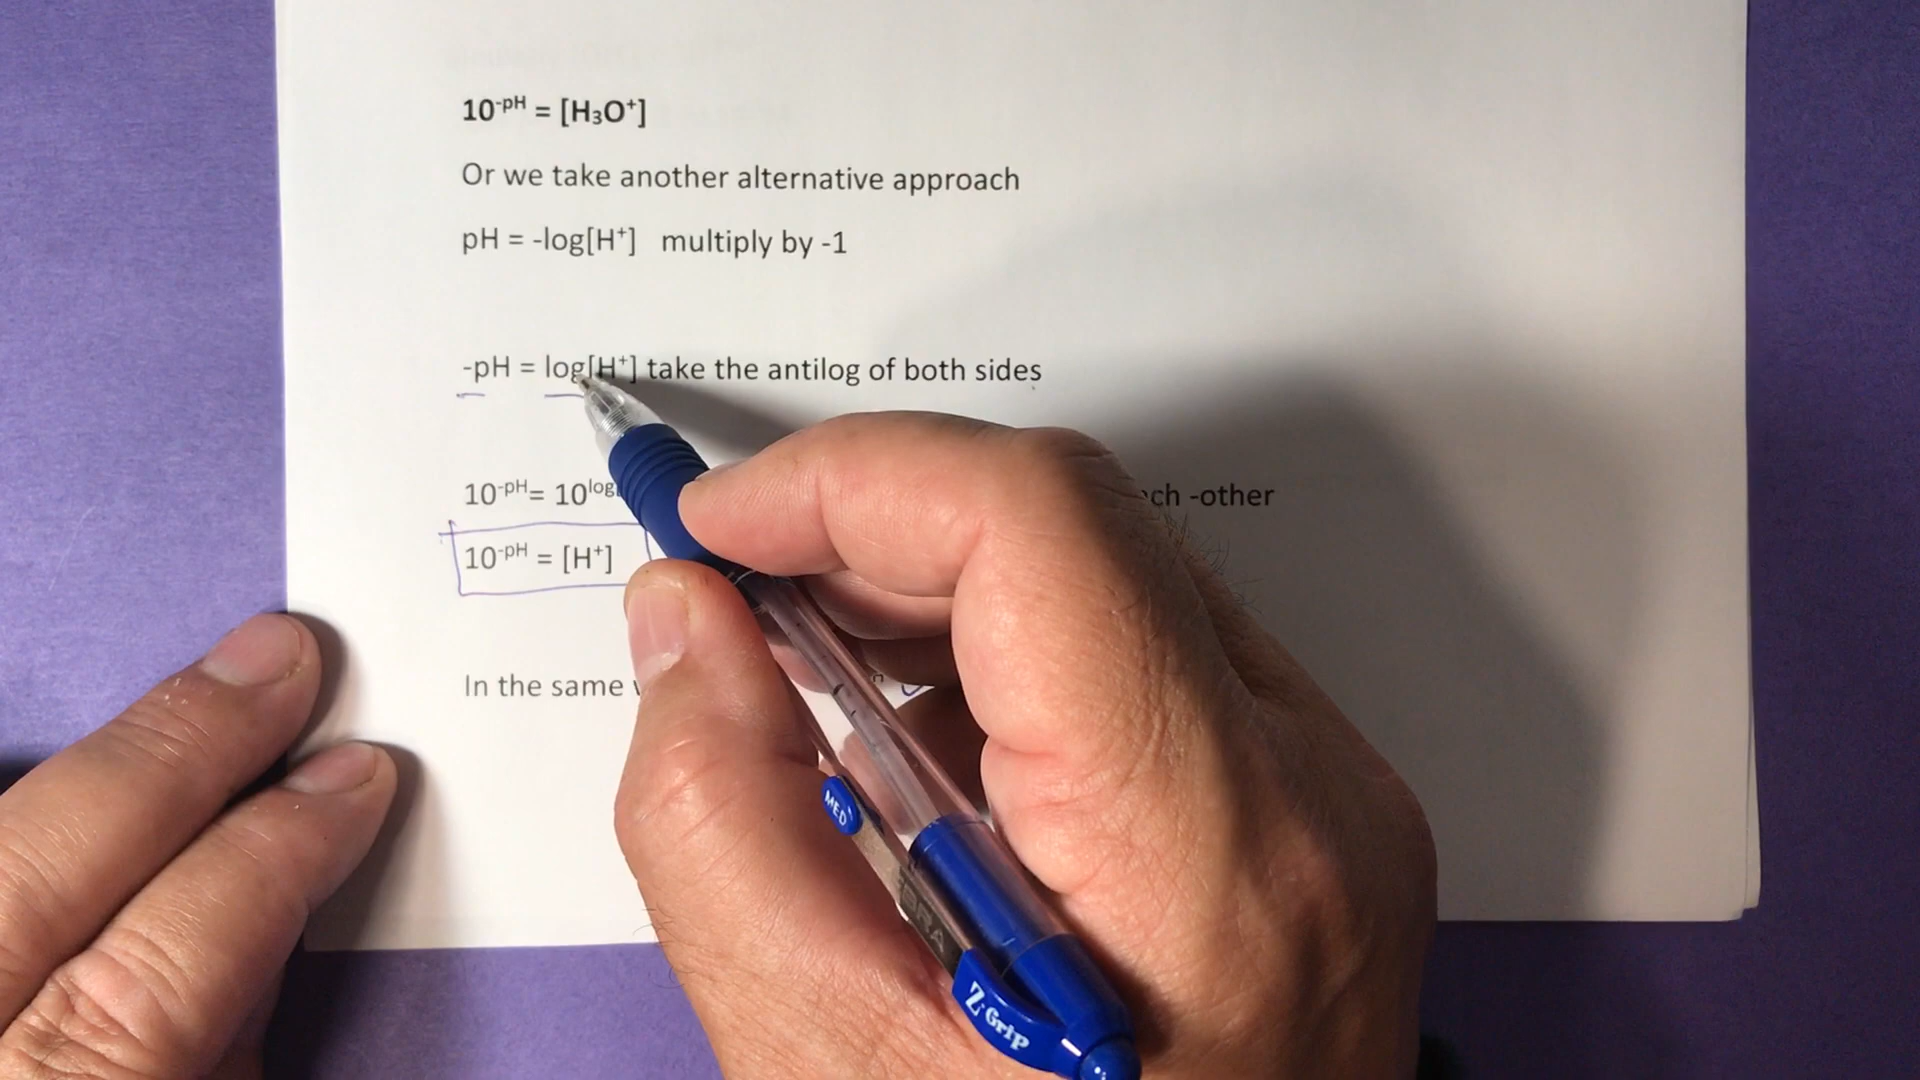 10⁻ᵖᴴ = [H₃O⁺]
Or we take another alternative approach
pH = -log[H⁺] multiply by -1
-pH = log[H⁺] take the antilog of both sides
10⁻ᵖᴴ= 10ˡᵒᵍ -other
10⁻ᵖᴴ = [H⁺]
In the same
MED
Z-Grip